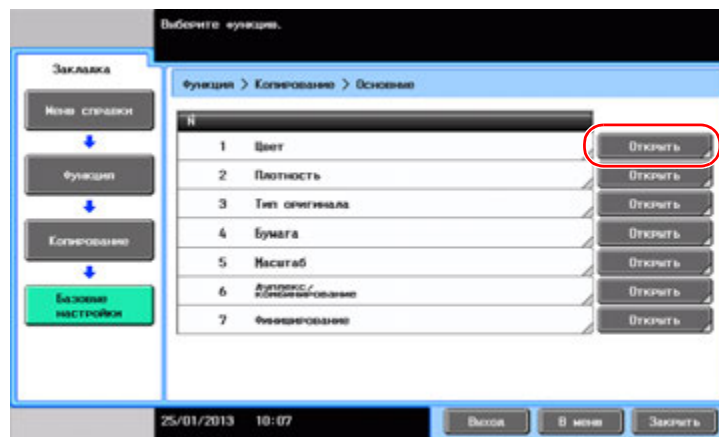 Выберите функцию.
Закладка
Функция > Копирование > Основные
Меню справки
N
1 Цвет Открыть
Функция
2 Плотность Открыть
3 Тип оригинала Открыть
Копирование
4 Бумага Открыть
5 Масштаб Открыть
Базовые
настройки
6 Дуплекс/
комбинирование Открыть
7 Финиширование Открыть
25/01/2013 10:07 Выход В меню Закрыть